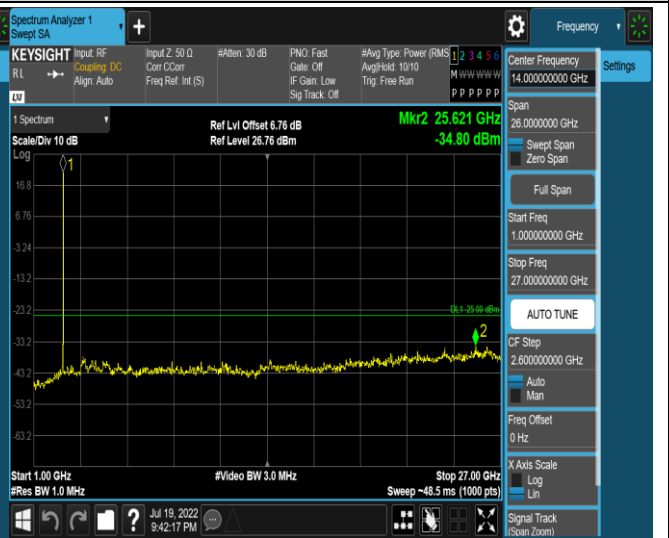 Spectrum Analyzer 1
Swept SA
Frequency
KEYSIGHT
RL
LXI
Input: RF
Coupling: DC
Align: Auto
Input Z: 50 Ω
Corr CCorr
Freq Ref: Int (S)
#Atten: 30 dB
PNO: Fast
Gate: Off
IF Gain: Low
Sig Track: Off
#Avg Type: Power (RMS
Avg|Hold: 10/10
Trig: Free Run
1 2 3 4 5 6
M W W W W W
P P P P P P
1 Spectrum
Scale/Div 10 dB
Ref Lvl Offset 6.76 dB
Ref Level 26.76 dBm
Mkr2 25.621 GHz
-34.80 dBm
Log
1
16.8
6.76
-3.24
-13.2
-23.2
-33.2
-43.2
-53.2
-63.2
DL1 -25.00 dBm
2
Start 1.00 GHz
#Res BW 1.0 MHz
#Video BW 3.0 MHz
Stop 27.00 GHz
Sweep ~48.5 ms (1000 pts)
Jul 19, 2022
9:42:17 PM
?
Center Frequency
14.000000000 GHz
Settings
Span
26.0000000 GHz
Swept Span
Zero Span
Full Span
Start Freq
1.000000000 GHz
Stop Freq
27.000000000 GHz
AUTO TUNE
CF Step
2.600000000 GHz
Auto
Man
Freq Offset
0 Hz
X Axis Scale
Log
Lin
Signal Track
(Span Zoom)